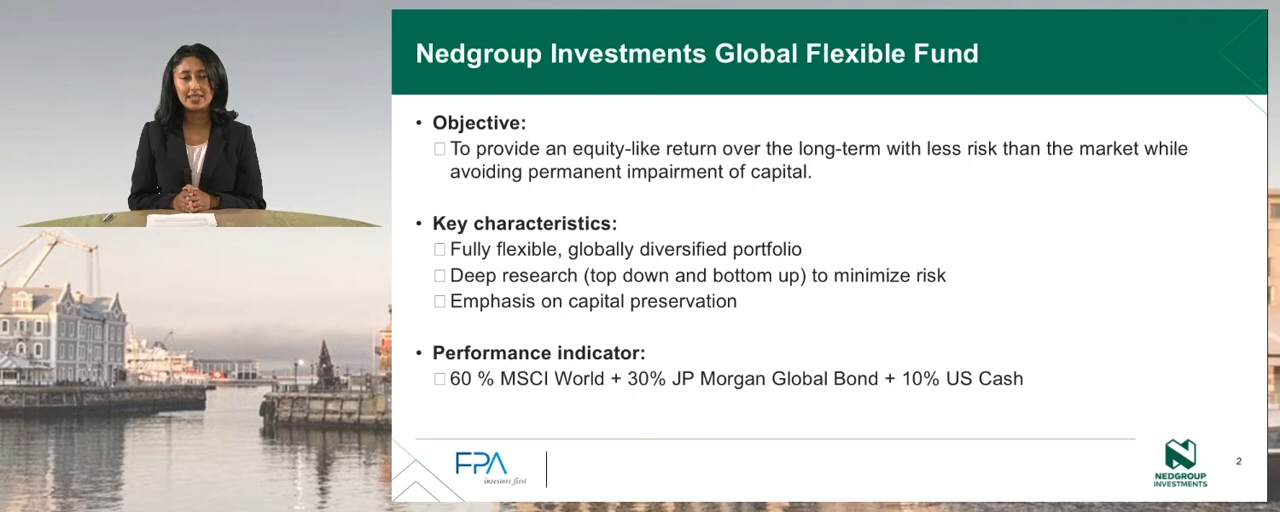 Nedgroup Investments Global Flexible Fund
• Objective:
To provide an equity-like return over the long-term with less risk than the market while
avoiding permanent impairment of capital.
• Key characteristics:
Fully flexible, globally diversified portfolio
Deep research (top down and bottom up) to minimize risk
Emphasis on capital preservation
• Performance indicator:
60 % MSCI World + 30% JP Morgan Global Bond + 10% US Cash
FPA
investors first
NEDGROUP
INVESTMENTS
2